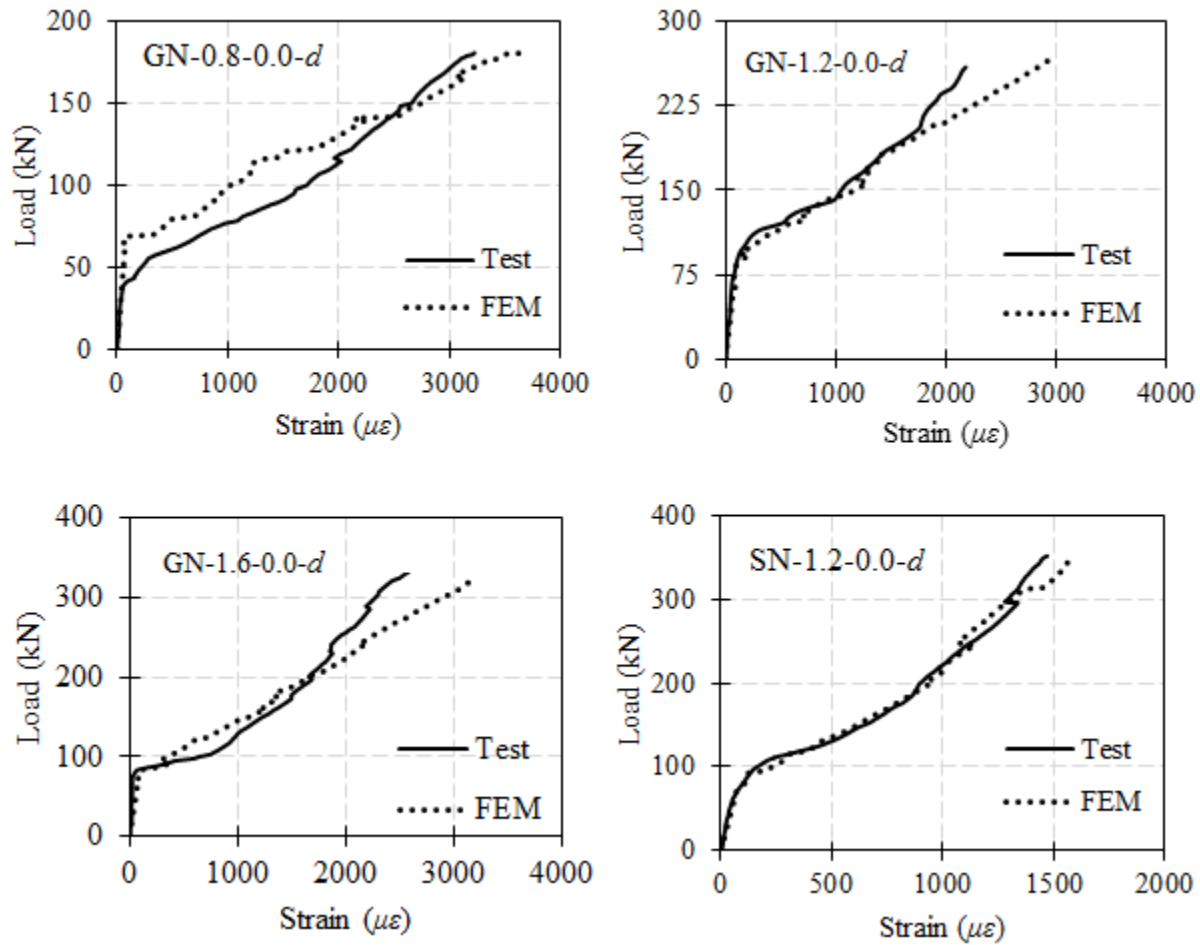 GN-0.8-0.0-d
Load (kN)
200
150
100
50
0
Test
FEM
0 1000 2000 3000 4000
Strain (με)
GN-1.2-0.0-d
Load (kN)
300
225
150
75
0
Test
FEM
0 1000 2000 3000 4000
Strain (με)
GN-1.6-0.0-d
Load (kN)
400
300
200
100
0
Test
FEM
0 1000 2000 3000 4000
Strain (με)
SN-1.2-0.0-d
Load (kN)
400
300
200
100
0
Test
FEM
0 500 1000 1500 2000
Strain (με)